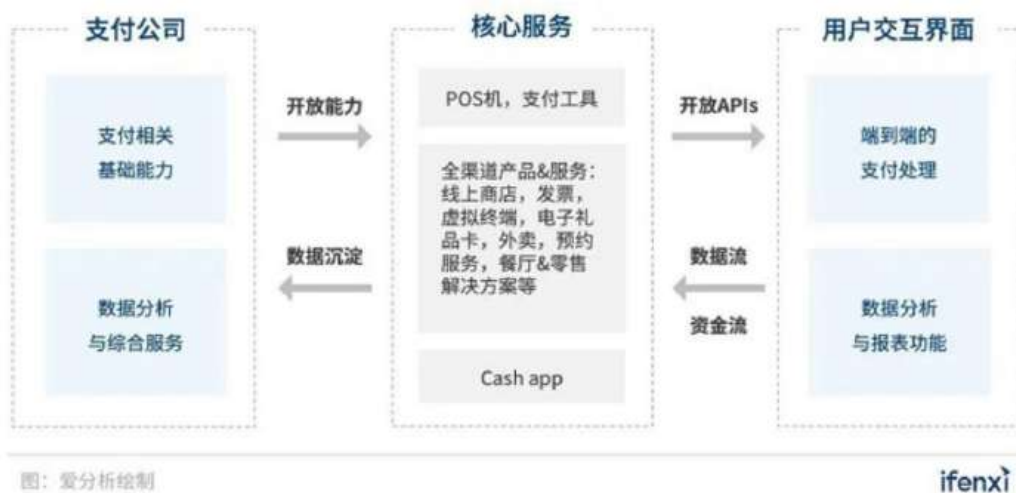 支付公司
核心服务
用户交互界面
支付相关
基础能力
数据分析
与综合服务
开放能力
数据沉淀
POS机，支付工具
全渠道产品&服务：
线上商店，发票，
虚拟终端，电子礼
品卡，外卖，预约
服务，餐厅&零售
解决方案等
Cash app
开放APIs
数据流
资金流
端到端的
支付处理
数据分析
与报表功能
图：爱分析绘制
ifenxi